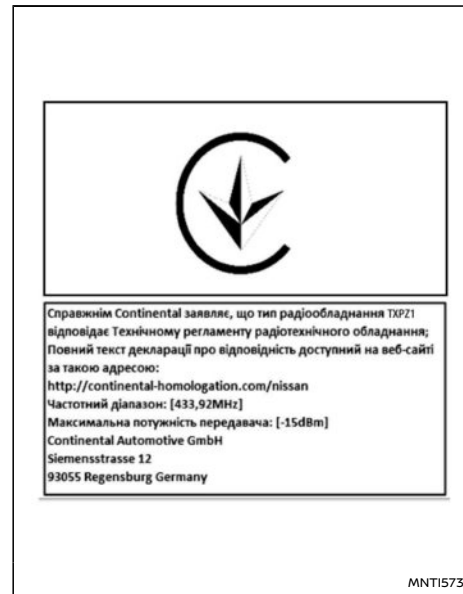 Справжнім Continental заявляє, що тип радіообладнання TXPZ1
відповідає Технічному регламенту радіотехнічного обладнання;
Повний текст декларації про відповідність доступний на веб-сайті
за такою адресою:
http://continental-homologation.com/nissan
Частотний діапазон: [433,92MHz]
Максимальна потужність передавача: [-15dBm]
Continental Automotive GmbH
Siemensstrasse 12
93055 Regensburg Germany
MNTI573